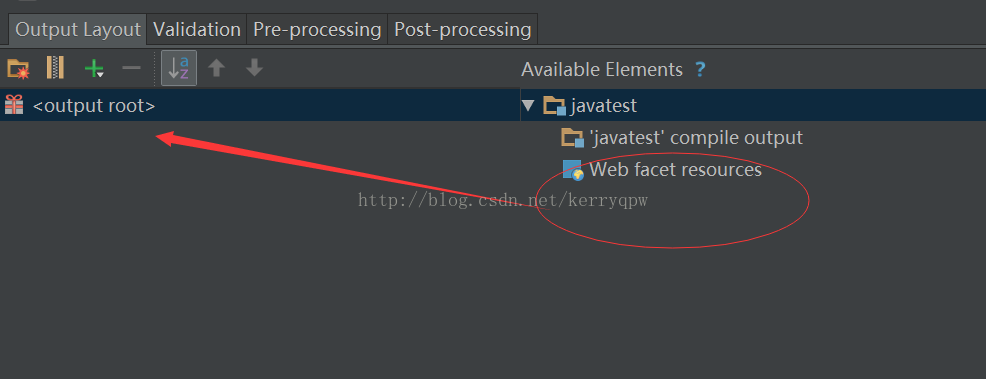 Output Layout Validation Pre-processing Post-processing
a
z
Available Elements ?
<output root>
javatest
'javatest' compile output
Web facet resources
http://blog.csdn.net/kerryqpw